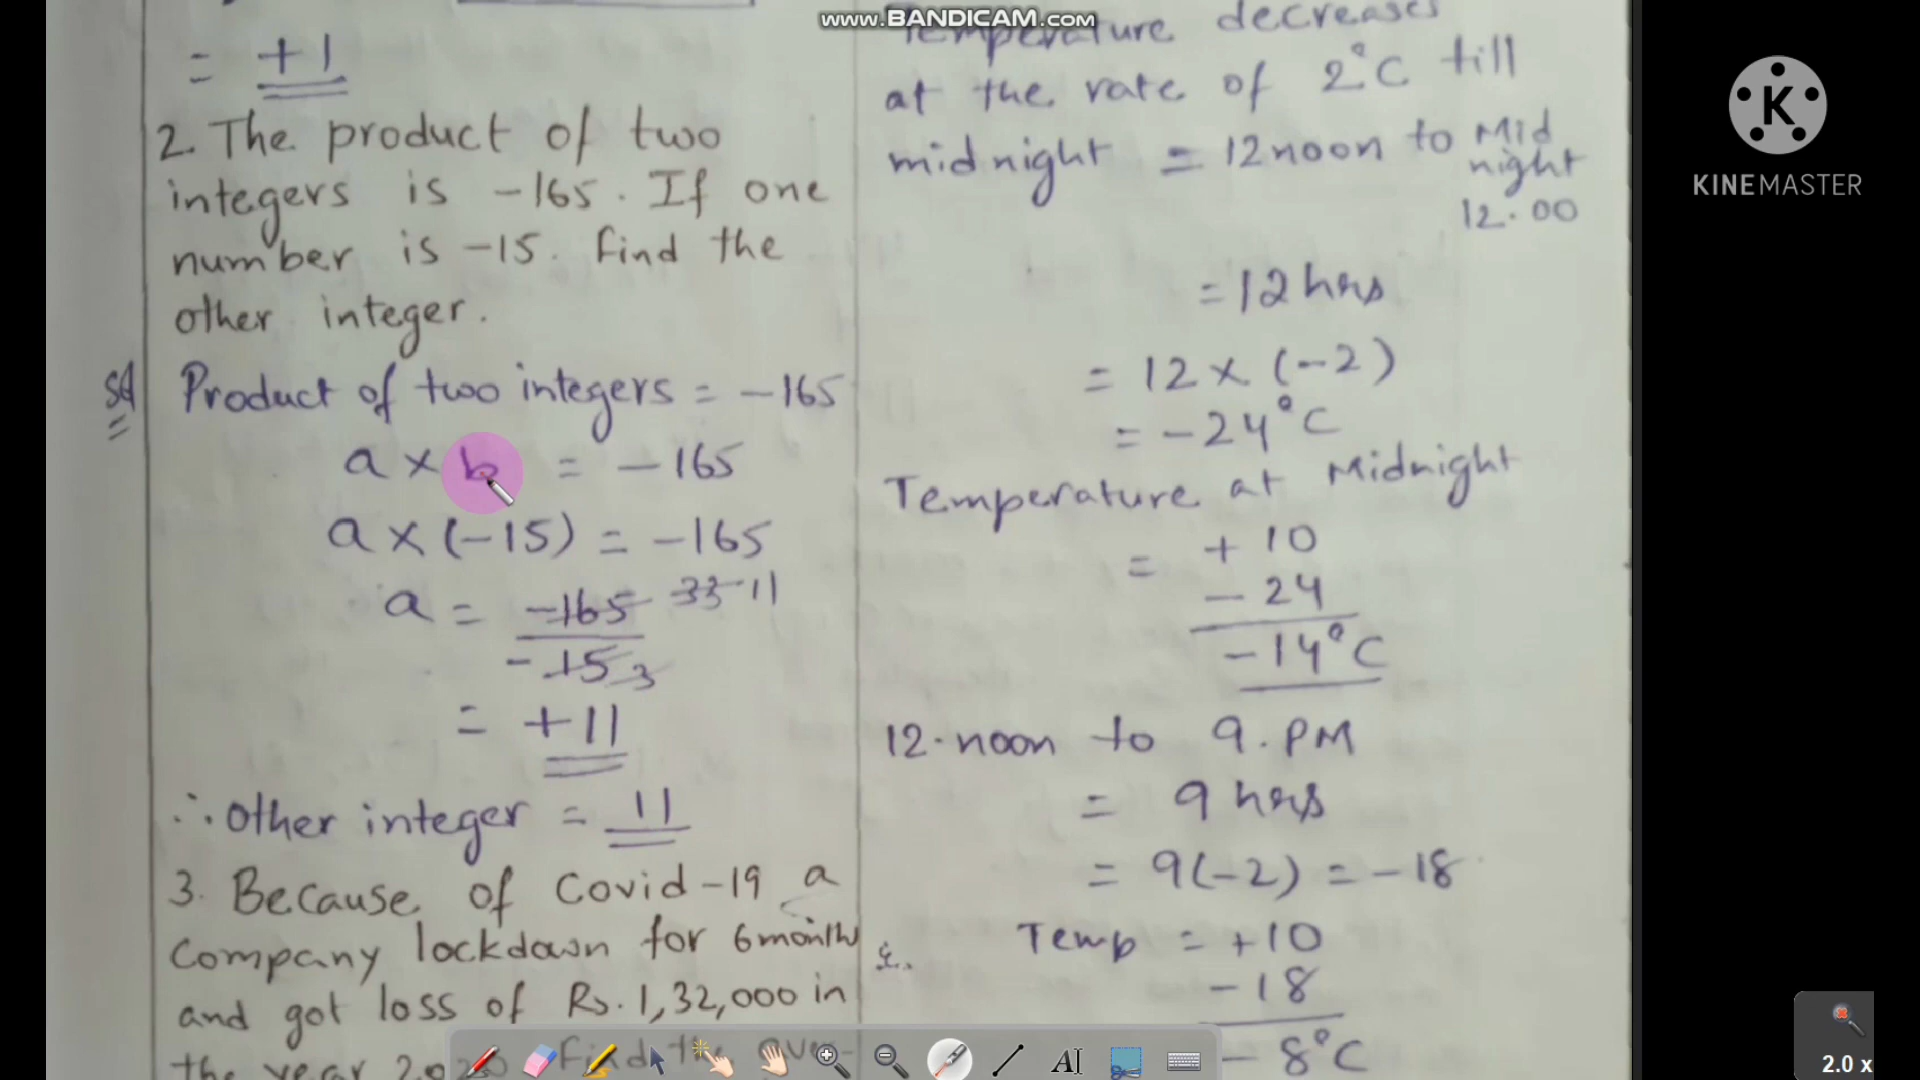 = +1
2. The product of two
integers is -165. If one
number is -15. Find the
other integer.
Sol Product of two integers = -165
a × b = -165
a × (-15) = -165
a = -165 33 11
-15 3
= +11
∴ Other integer = 11
3. Because of Covid-19 a
company lockdown for 6 months
and got loss of Rs. 1,32,000 in
the year Find the
www.BANDICAM.com
Temperature decreases
at the rate of 2°C till
midnight = 12 noon to Mid
night
12.00
= 12 hrs
= 12 × (-2)
= -24°C
Temperature at Midnight
= + 10
- 24
-14°C
12.noon to 9.PM
= 9 hrs
= 9(-2) = -18
Temp = +10
-18
-8°C
K
KINEMASTER
AI
2.0 x